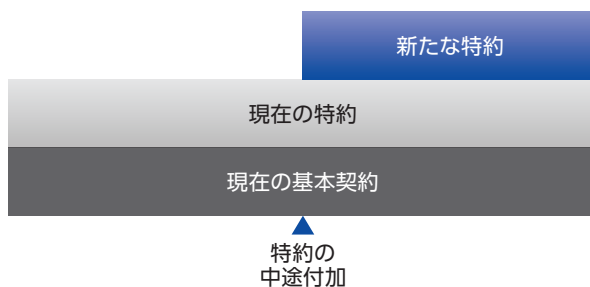 新たな特約
現在の特約
現在の基本契約
特約の
中途付加